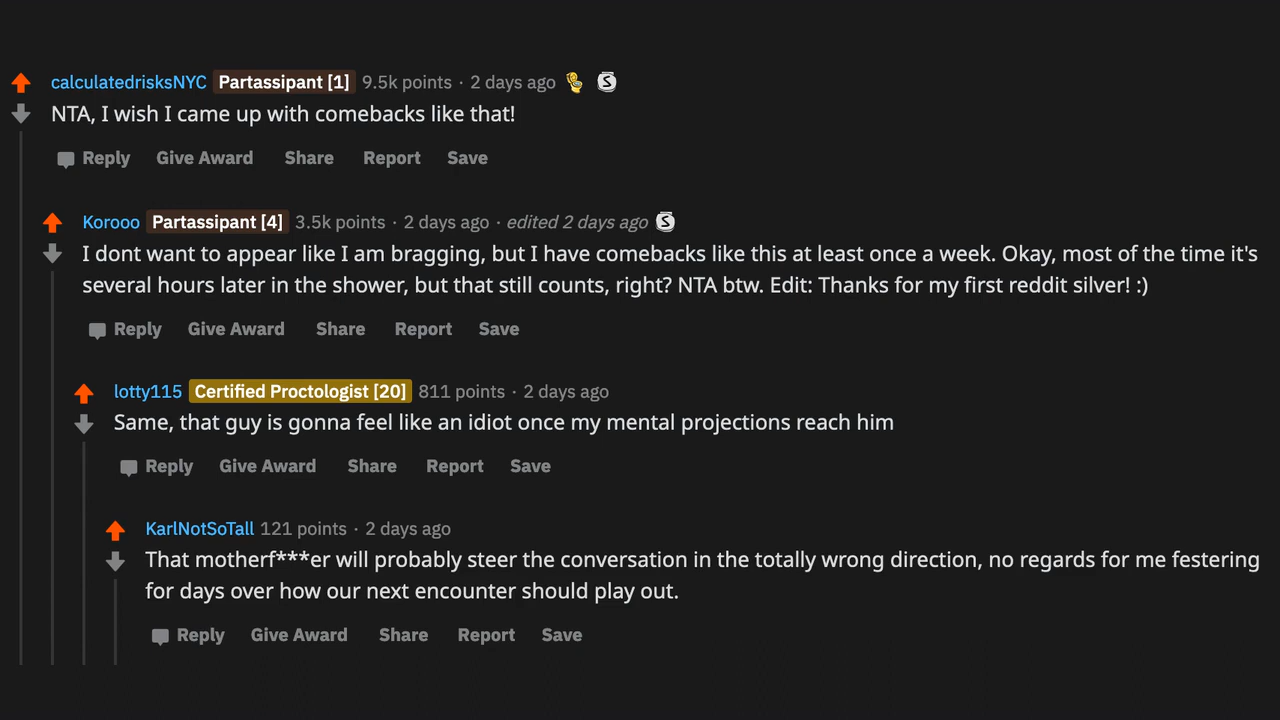 calculatedrisksNYC Partassipant [1] 9.5k points · 2 days ago
NTA, I wish I came up with comebacks like that!
Reply Give Award Share Report Save
Korooo Partassipant [4] 3.5k points · 2 days ago · edited 2 days ago
I dont want to appear like I am bragging, but I have comebacks like this at least once a week. Okay, most of the time it's
several hours later in the shower, but that still counts, right? NTA btw. Edit: Thanks for my first reddit silver! :)
Reply Give Award Share Report Save
lotty115 Certified Proctologist [20] 811 points · 2 days ago
Same, that guy is gonna feel like an idiot once my mental projections reach him
Reply Give Award Share Report Save
KarlNotSoTall 121 points · 2 days ago
That motherf***er will probably steer the conversation in the totally wrong direction, no regards for me festering
for days over how our next encounter should play out.
Reply Give Award Share Report Save